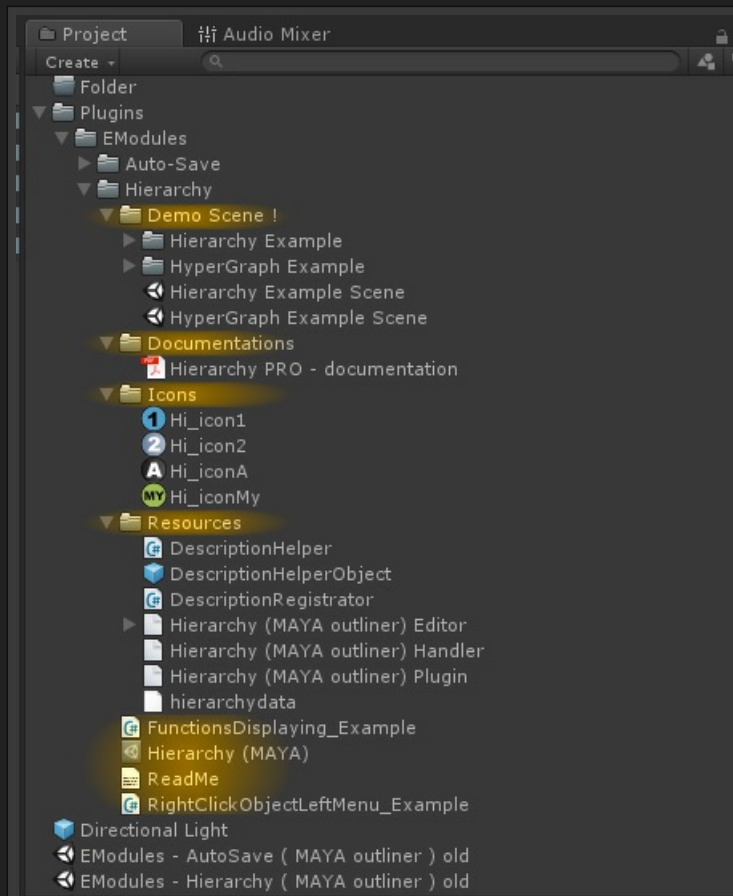 Project Audio Mixer
Create
Folder
Plugins
EModules
Auto-Save
Hierarchy
Demo Scene !
Hierarchy Example
HyperGraph Example
Hierarchy Example Scene
HyperGraph Example Scene
Documentations
Hierarchy PRO - documentation
Icons
1 Hi_icon1
2 Hi_icon2
A Hi_iconA
MY Hi_iconMy
Resources
C# DescriptionHelper
DescriptionHelperObject
C# DescriptionRegistrator
Hierarchy (MAYA outliner) Editor
Hierarchy (MAYA outliner) Handler
Hierarchy (MAYA outliner) Plugin
hierarchydata
C# FunctionsDisplaying_Example
Hierarchy (MAYA)
ReadMe
C# RightClickObjectLeftMenu_Example
Directional Light
EModules - AutoSave ( MAYA outliner ) old
EModules - Hierarchy ( MAYA outliner ) old